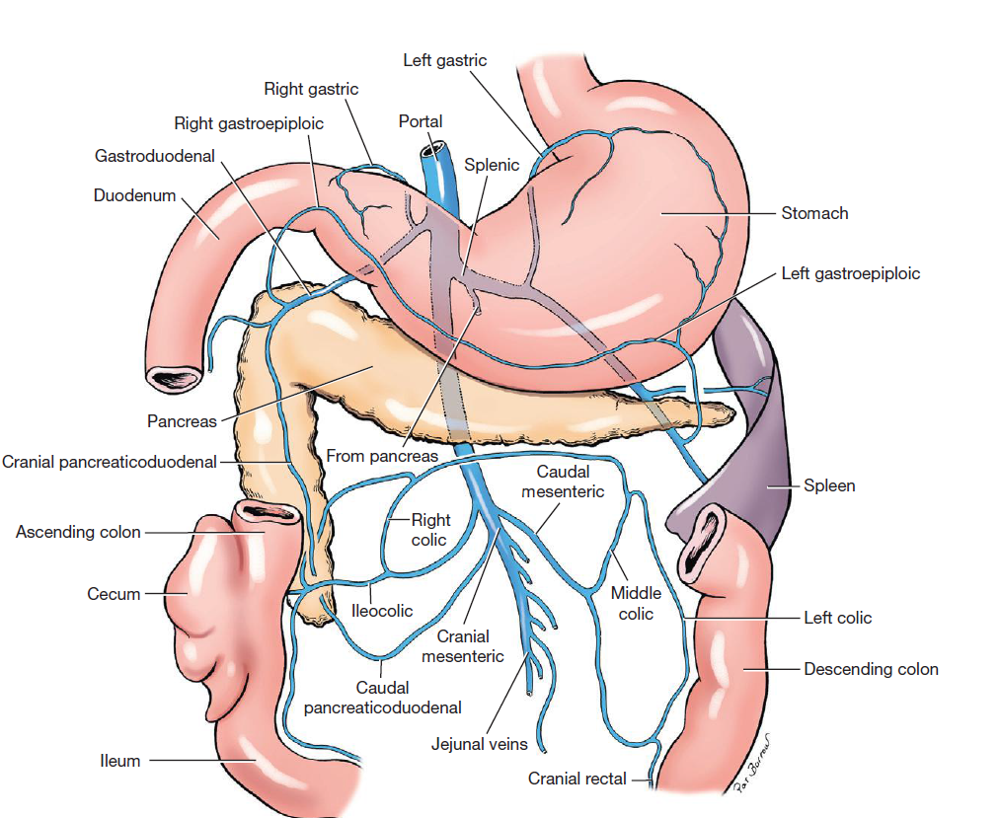 Left gastric
Right gastric
Right gastroepiploic
Portal
Gastroduodenal
Splenic
Duodenum
Stomach
Left gastroepiploic
Pancreas
From pancreas
Cranial pancreaticoduodenal
Caudal
mesenteric
Spleen
Right
colic
Ascending colon
Cecum
Middle
colic
Ileocolic
Left colic
Cranial
mesenteric
Descending colon
Caudal
pancreaticoduodenal
Jejunal veins
Ileum
Cranial rectal